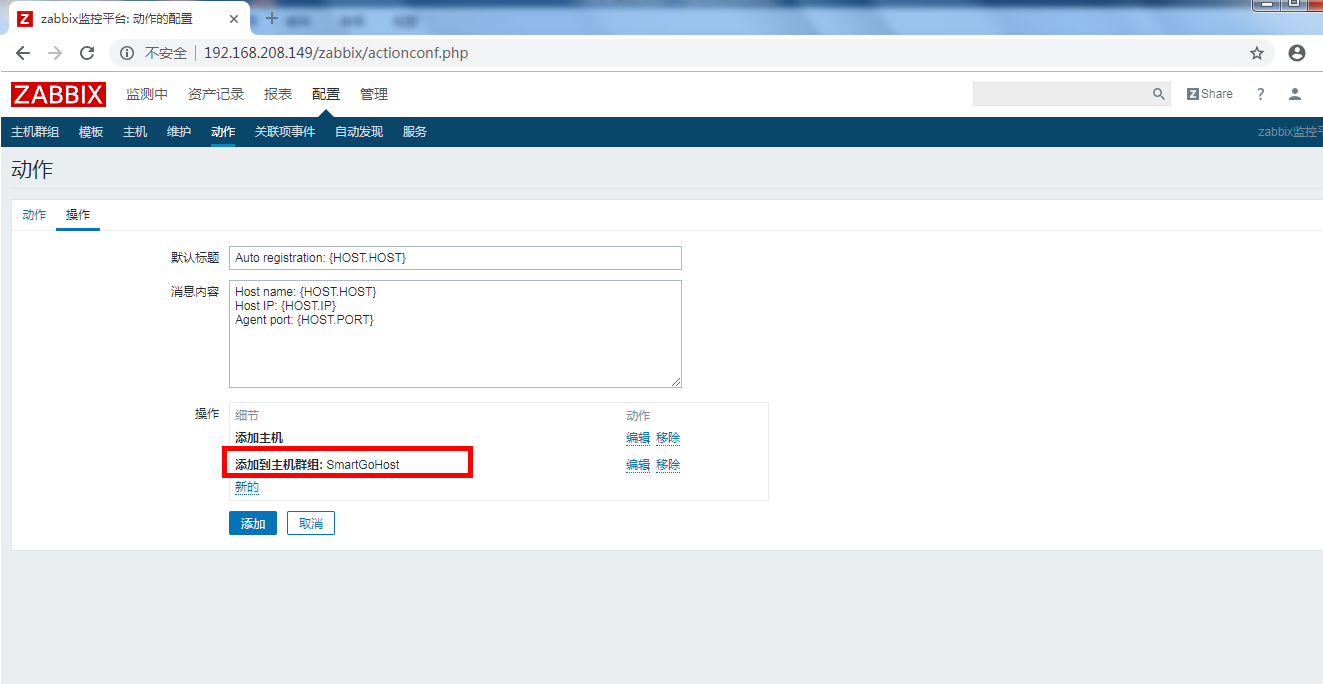 Z zabbix监控平台: 动作的配置
不安全 192.168.208.149/zabbix/actionconf.php
ZABBIX 监测中 资产记录 报表 配置 管理 Z Share ?
主机群组 模板 主机 维护 动作 关联项事件 自动发现 服务 zabbix监控
动作
动作 操作
默认标题 Auto registration: {HOST.HOST}
消息内容 Host name: {HOST.HOST}
Host IP: {HOST.IP}
Agent port: {HOST.PORT}
操作 细节 动作
添加主机 编辑 移除
添加到主机群组: SmartGoHost 编辑 移除
新的
添加 取消